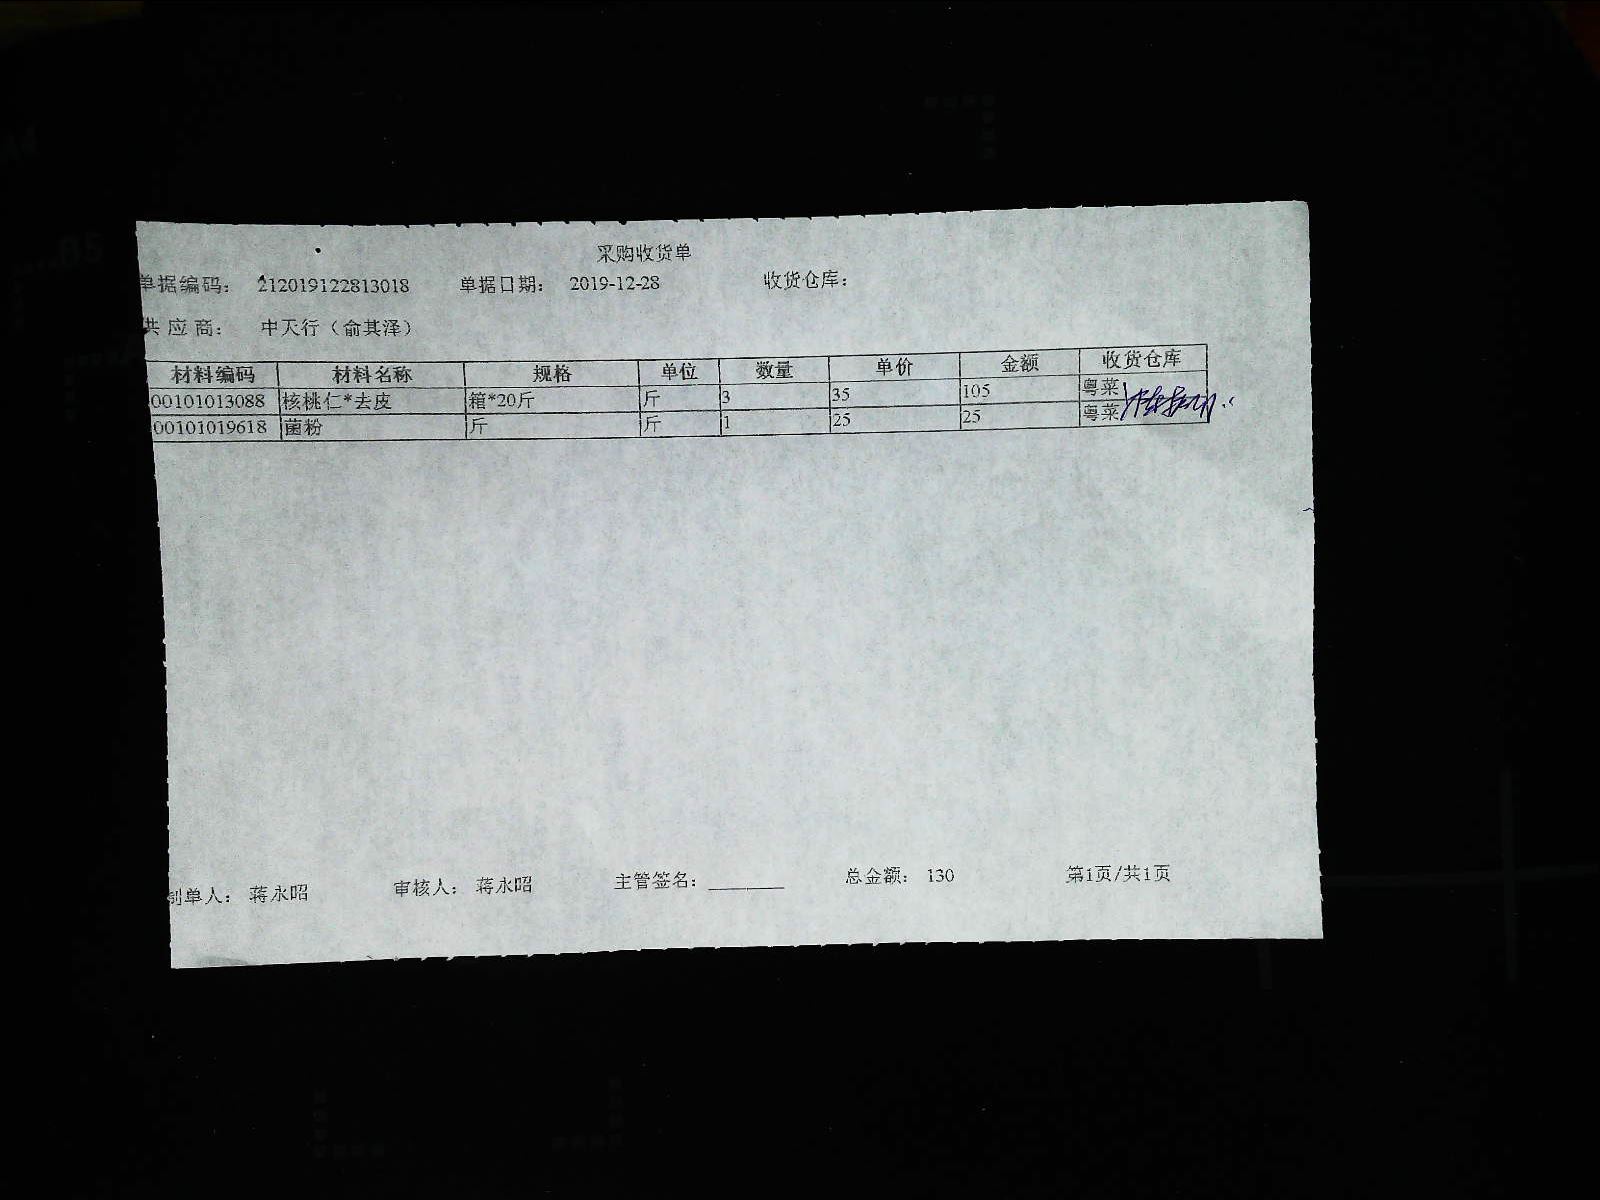 采购收货单
单据编码： 212019122813018 单据日期： 2019-12-28 收货仓库：
供应商： 中天行（俞其泽）
材料编码 材料名称 规格 单位 数量 单价 金额 收货仓库
00101013088 核桃仁*去皮 箱*20斤 斤 3 35 105 粤菜
00101019618 菌粉 斤 斤 1 25 25 粤菜
制单人： 蒋永昭 审核人： 蒋永昭 主管签名： 总金额： 130 第1页/共1页